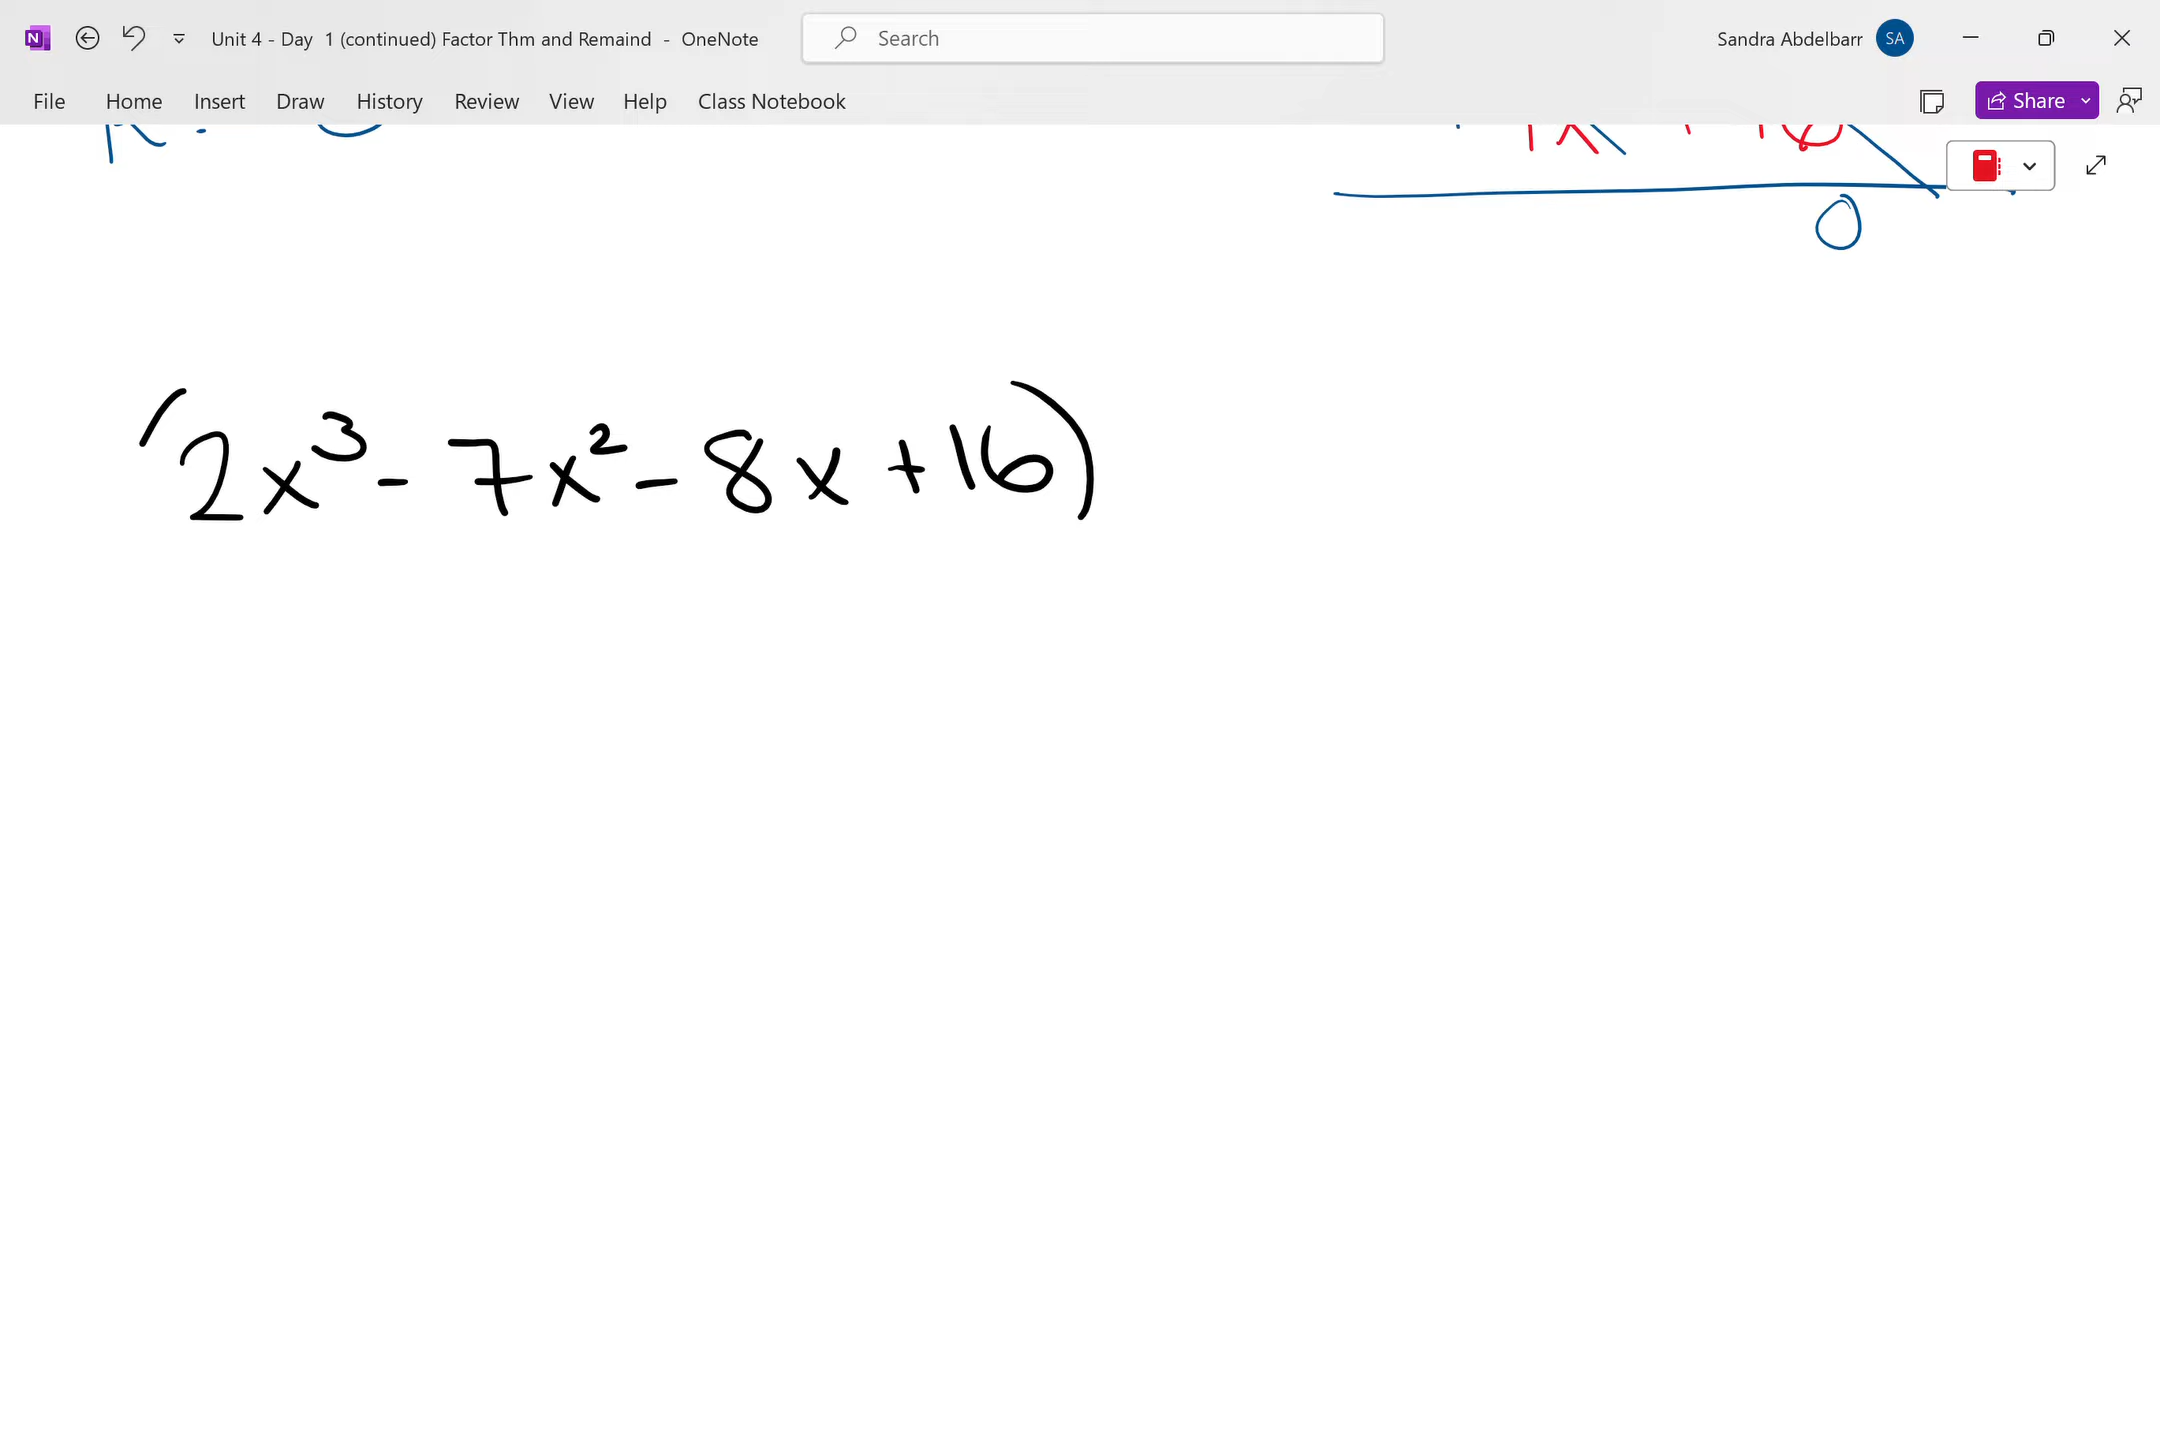 Unit 4 - Day 1 (continued) Factor Thm and Remaind - OneNote
Search
Sandra Abdelbarr SA
File Home Insert Draw History Review View Help Class Notebook
Share
0
(2x³ - 7x² - 8x + 16)